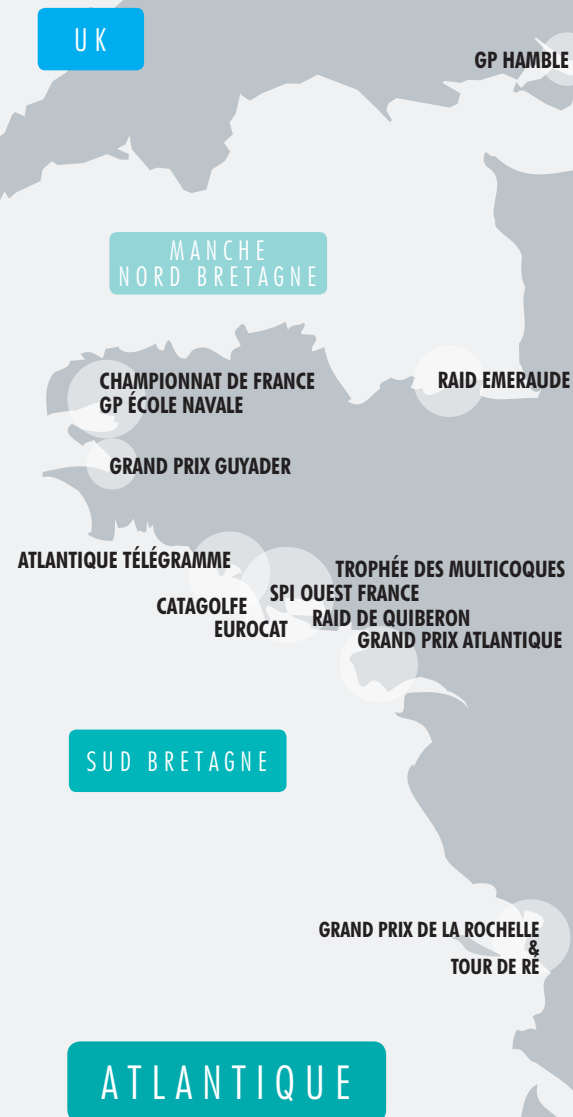 UK
GP HAMBLE
MANCHE
NORD BRETAGNE
CHAMPIONNAT DE FRANCE
GP ÉCOLE NAVALE
RAID EMERAUDE
GRAND PRIX GUYADER
ATLANTIQUE TÉLÉGRAMME
TROPHÉE DES MULTICOQUES
SPI OUEST FRANCE
CATAGOLFE
RAID DE QUIBERON
EUROCAT
GRAND PRIX ATLANTIQUE
SUD BRETAGNE
GRAND PRIX DE LA ROCHELLE
&
TOUR DE RÉ
ATLANTIQUE